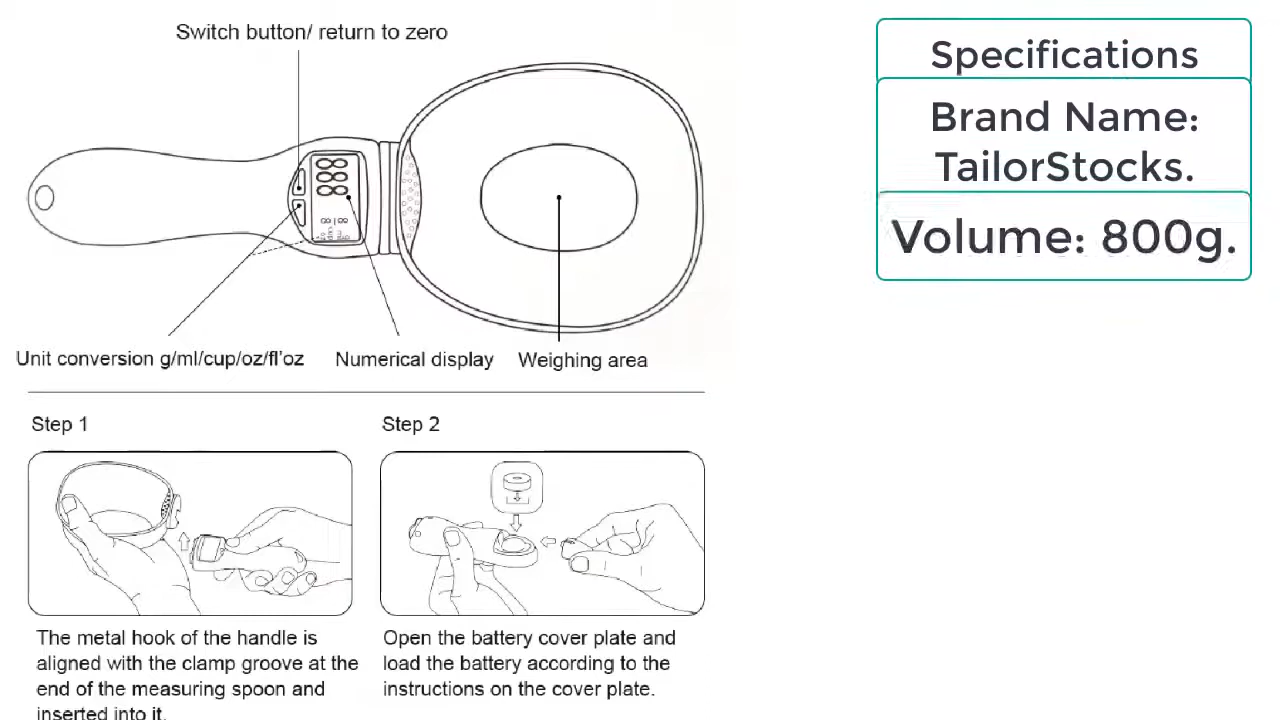 Switch button/ return to zero
Unit conversion g/ml/cup/oz/fl'oz
Numerical display
Weighing area
Step 1
The metal hook of the handle is
aligned with the clamp groove at the
end of the measuring spoon and
inserted into it.
Step 2
Open the battery cover plate and
load the battery according to the
instructions on the cover plate.
Specifications
Brand Name:
TailorStocks.
Volume: 800g.